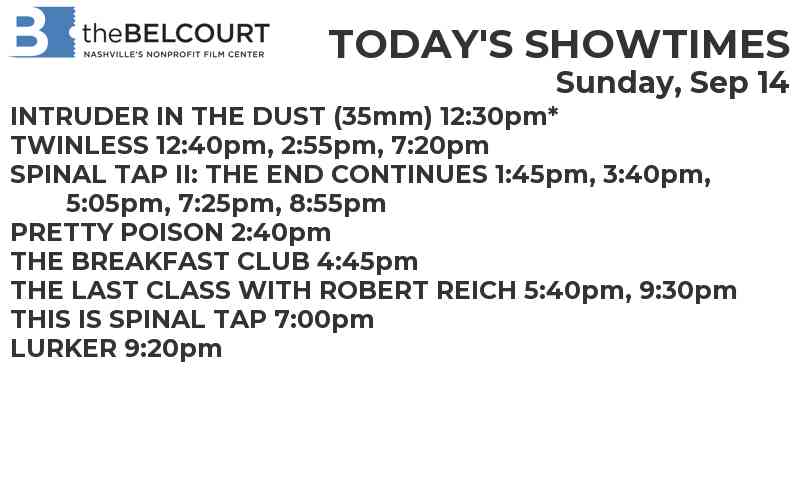 B theBELCOURT
NASHVILLE'S NONPROFIT FILM CENTER
TODAY'S SHOWTIMES
Sunday, Sep 14
INTRUDER IN THE DUST (35mm) 12:30pm*
TWINLESS 12:40pm, 2:55pm, 7:20pm
SPINAL TAP II: THE END CONTINUES 1:45pm, 3:40pm,
5:05pm, 7:25pm, 8:55pm
PRETTY POISON 2:40pm
THE BREAKFAST CLUB 4:45pm
THE LAST CLASS WITH ROBERT REICH 5:40pm, 9:30pm
THIS IS SPINAL TAP 7:00pm
LURKER 9:20pm